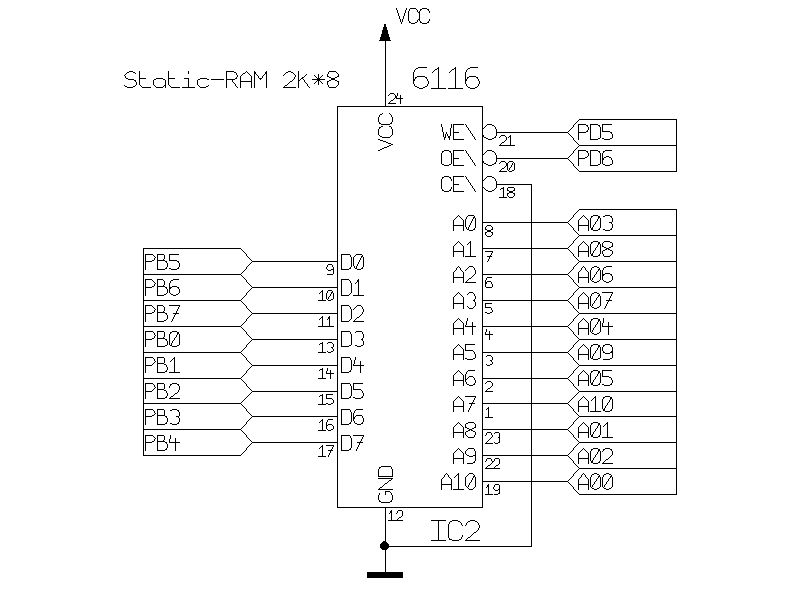 VCC
Static-RAM 2k*8 6116
24
VCC
WE\ 21 PD5
OE\ 20 PD6
CE\ 18
A0 8 A03
A1 7 A08
PB5 9 D0 A2 6 A06
PB6 10 D1 A3 5 A07
PB7 11 D2 A4 4 A04
PB0 13 D3 A5 3 A09
PB1 14 D4 A6 2 A05
PB2 15 D5 A7 1 A10
PB3 16 D6 A8 23 A01
PB4 17 D7 A9 22 A02
GND A10 19 A00
12
IC2